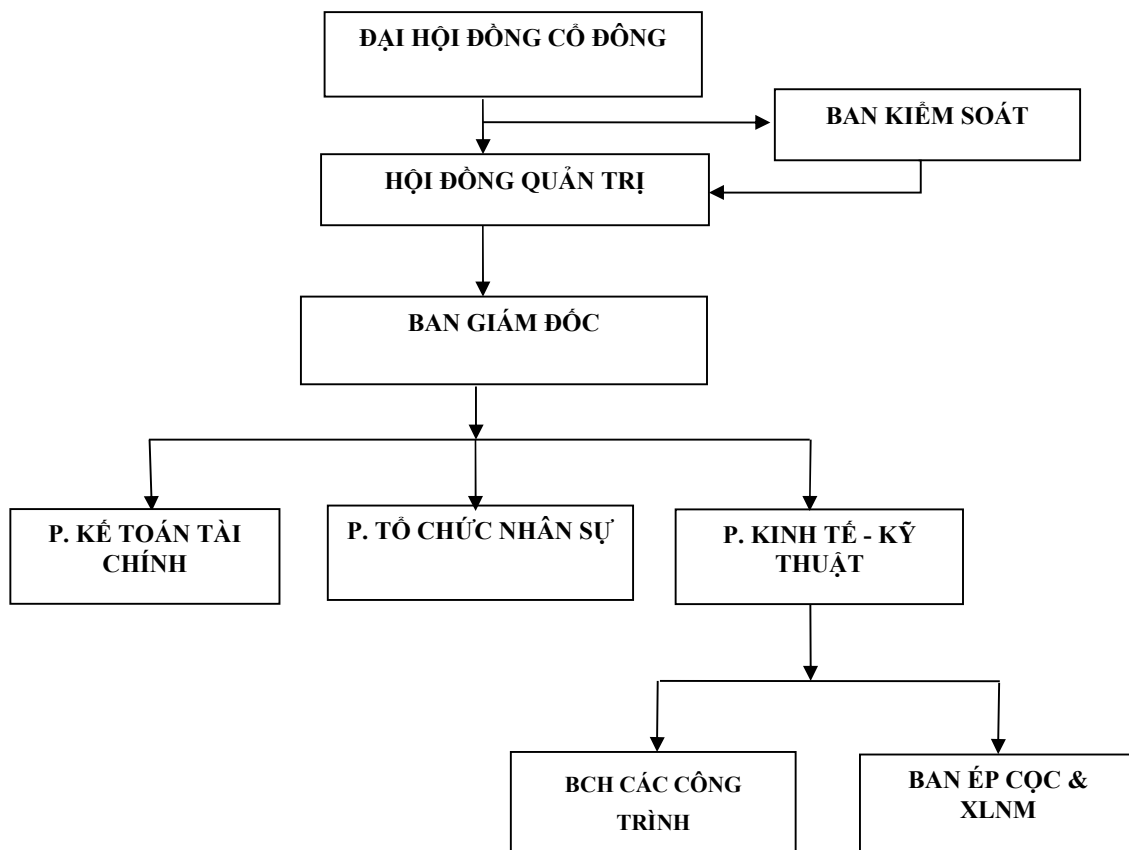 ĐẠI HỘI ĐỒNG CỔ ĐÔNG
BAN KIỂM SOÁT
HỘI ĐỒNG QUẢN TRỊ
BAN GIÁM ĐỐC
P. KẾ TOÁN TÀI
CHÍNH
P. TỔ CHỨC NHÂN SỰ
P. KINH TẾ - KỸ
THUẬT
BCH CÁC CÔNG
TRÌNH
BAN ÉP CỌC &
XLNM